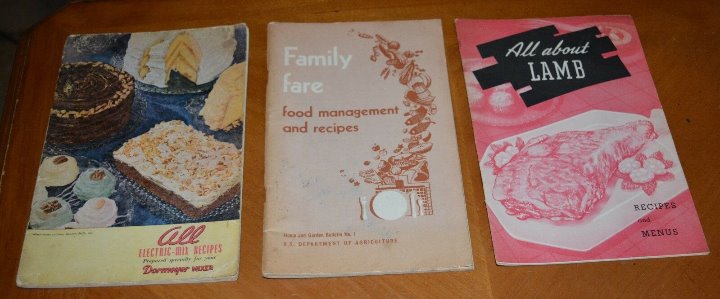 All
ELECTRIC-MIX RECIPES
Prepared specially for your
Dormeyer MIXER
Family
fare
food management
and recipes
Home and Garden Bulletin No. 1
U.S. DEPARTMENT OF AGRICULTURE
All about
LAMB
RECIPES
and
MENUS